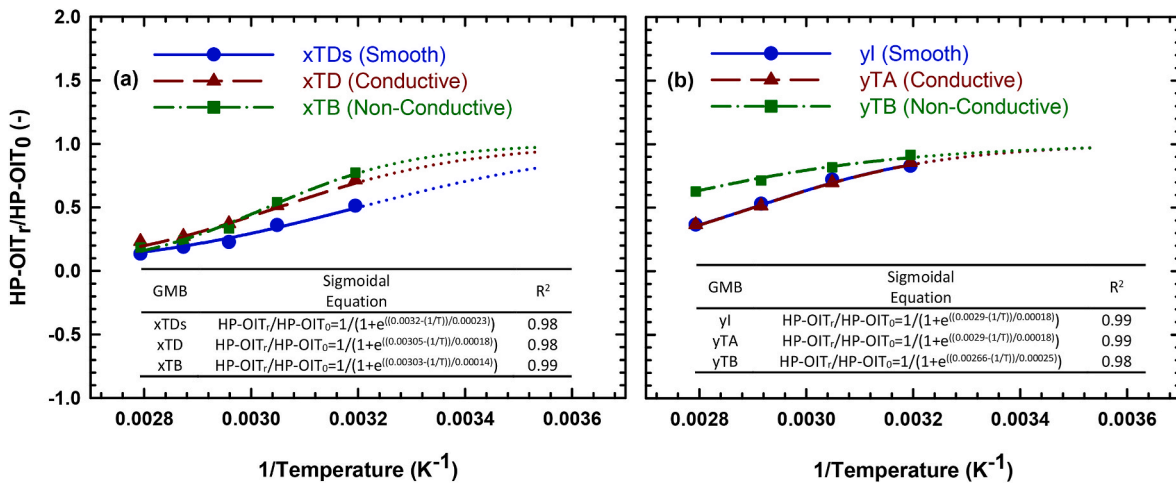 HP-OITr/HP-OIT0 (-)
2.0
1.5
1.0
0.5
0.0
-0.5
-1.0
(a)
xTDs (Smooth)
xTD (Conductive)
xTB (Non-Conductive)
GMB Sigmoidal Equation R²
xTDs HP-OITr/HP-OIT0=1/(1+e^((0.0032-(1/T))/0.00023)) 0.98
xTD HP-OITr/HP-OIT0=1/(1+e^((0.00305-(1/T))/0.00018)) 0.98
xTB HP-OITr/HP-OIT0=1/(1+e^((0.00303-(1/T))/0.00014)) 0.99
0.0028 0.0030 0.0032 0.0034 0.0036
1/Temperature (K⁻¹)
(b)
yI (Smooth)
yTA (Conductive)
yTB (Non-Conductive)
GMB Sigmoidal Equation R²
yI HP-OITr/HP-OIT0=1/(1+e^((0.0029-(1/T))/0.00018)) 0.99
yTA HP-OITr/HP-OIT0=1/(1+e^((0.0029-(1/T))/0.00018)) 0.99
yTB HP-OITr/HP-OIT0=1/(1+e^((0.00266-(1/T))/0.00025)) 0.98
0.0028 0.0030 0.0032 0.0034 0.0036
1/Temperature (K⁻¹)